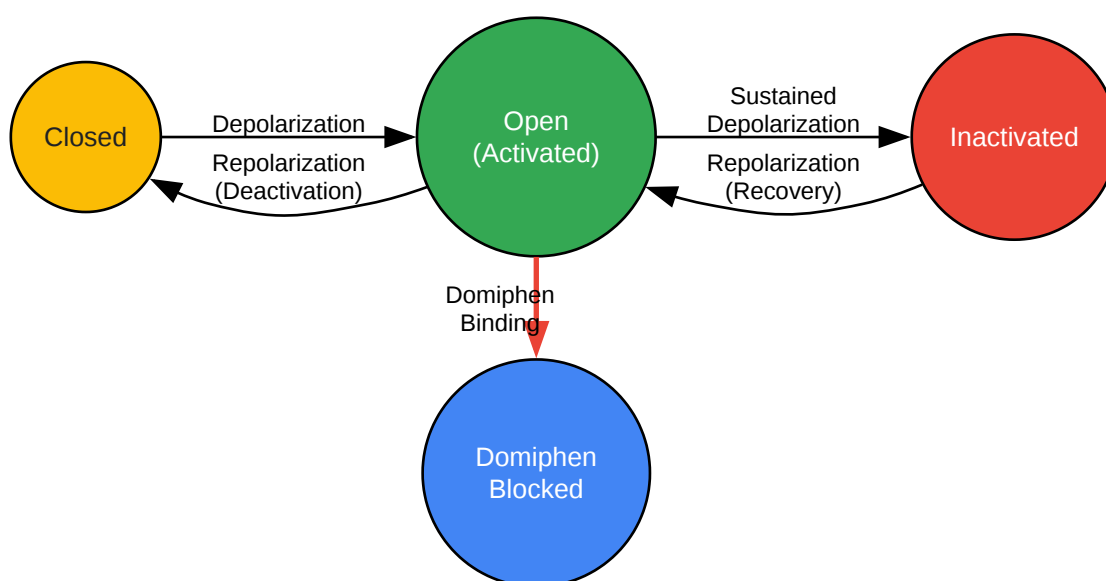 Closed
Depolarization
Repolarization
(Deactivation)
Open
(Activated)
Sustained
Depolarization
Repolarization
(Recovery)
Inactivated
Domiphen
Binding
Domiphen
Blocked